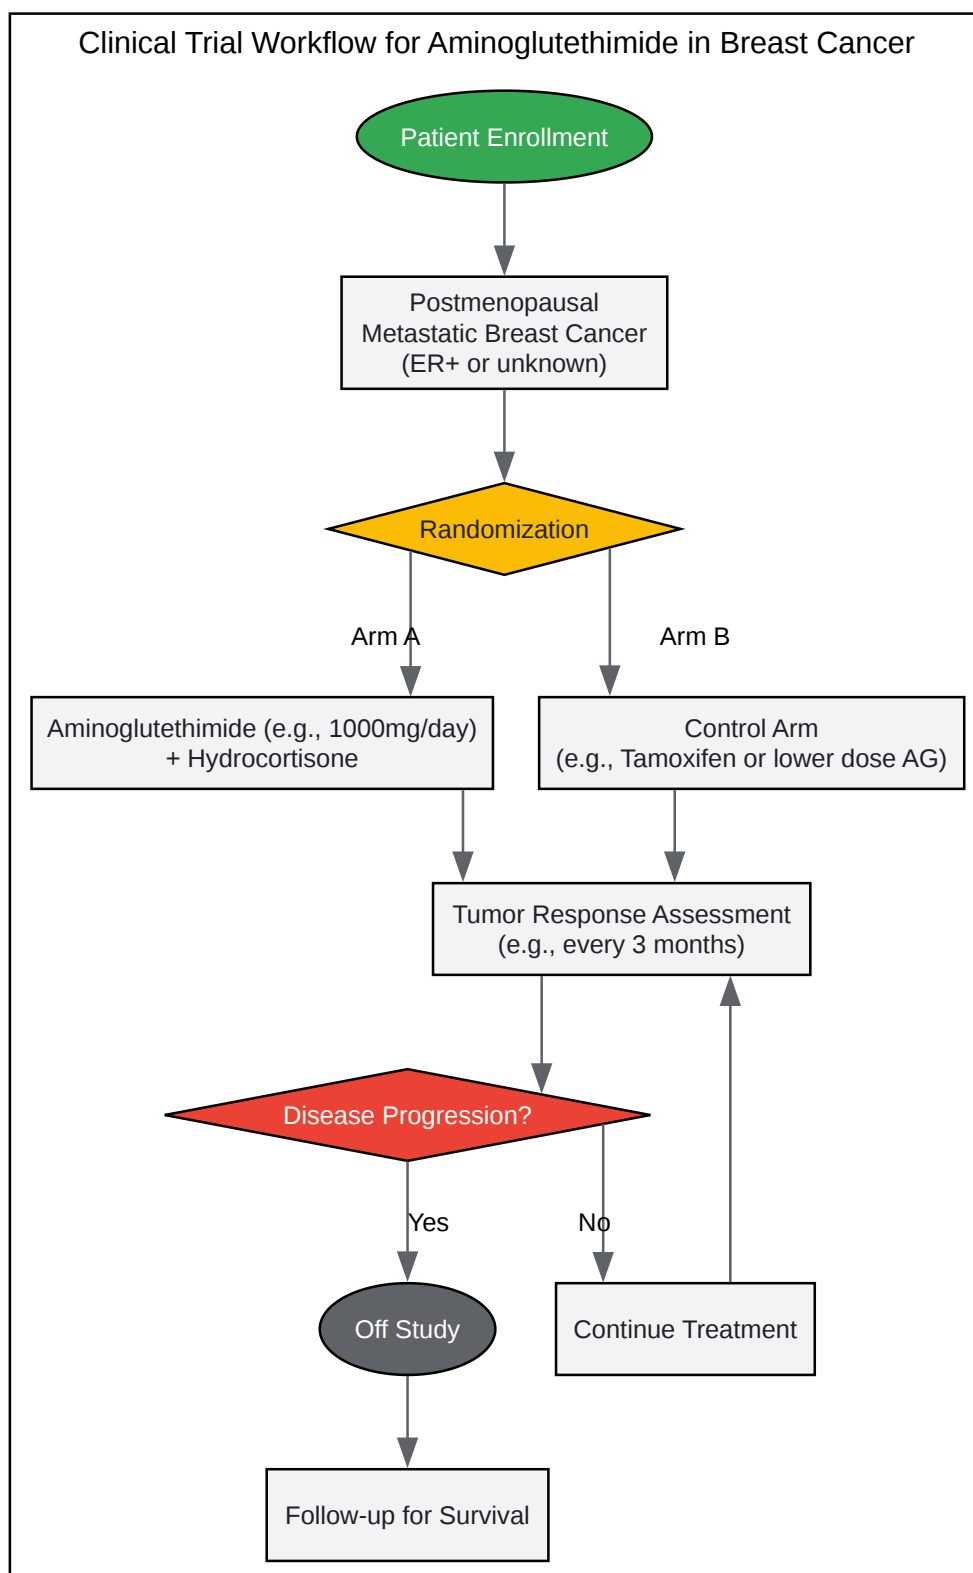 Clinical Trial Workflow for Aminoglutethimide in Breast Cancer
Patient Enrollment
Postmenopausal
Metastatic Breast Cancer
(ER+ or unknown)
Randomization
Arm A
Arm B
Aminoglutethimide (e.g., 1000mg/day)
+ Hydrocortisone
Control Arm
(e.g., Tamoxifen or lower dose AG)
Tumor Response Assessment
(e.g., every 3 months)
Disease Progression?
Yes
No
Off Study
Continue Treatment
Follow-up for Survival